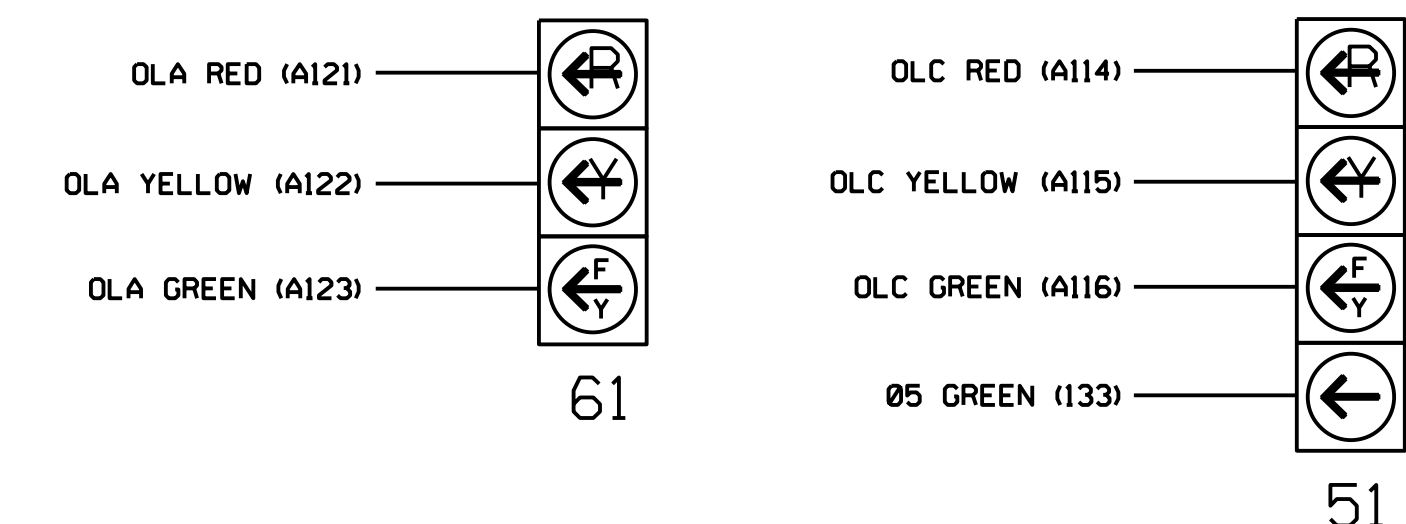 OLA RED (A121)
R
OLA YELLOW (A122)
Y
OLA GREEN (A123)
F
Y
61
OLC RED (A114)
R
OLC YELLOW (A115)
Y
OLC GREEN (A116)
F
Y
Ø5 GREEN (133)
51